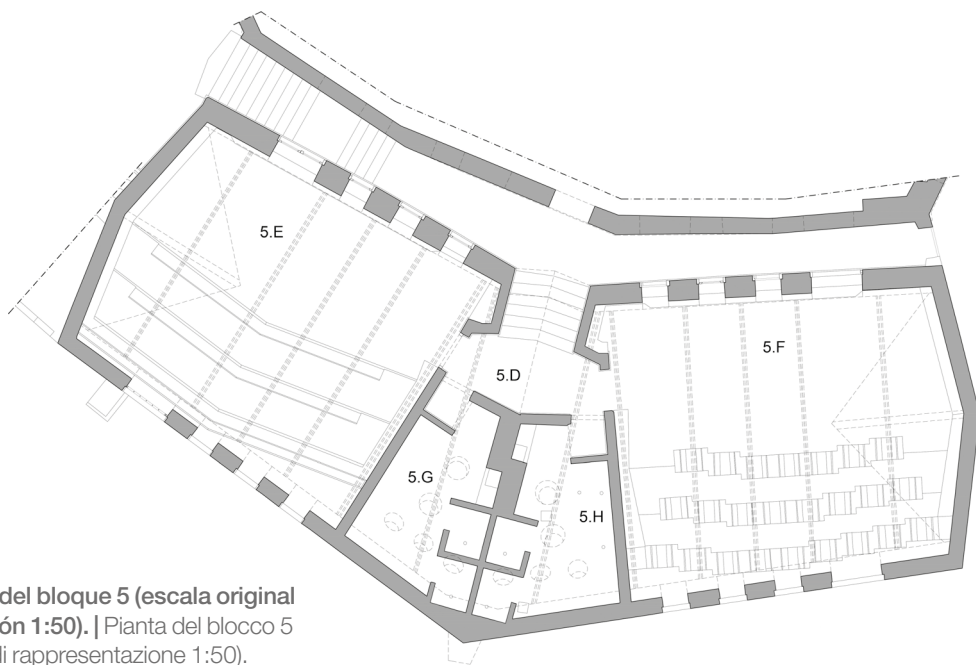 5.E
5.F
5.D
5.G
5.H
del bloque 5 (escala original
ón 1:50). | Pianta del blocco 5
di rappresentazione 1:50).